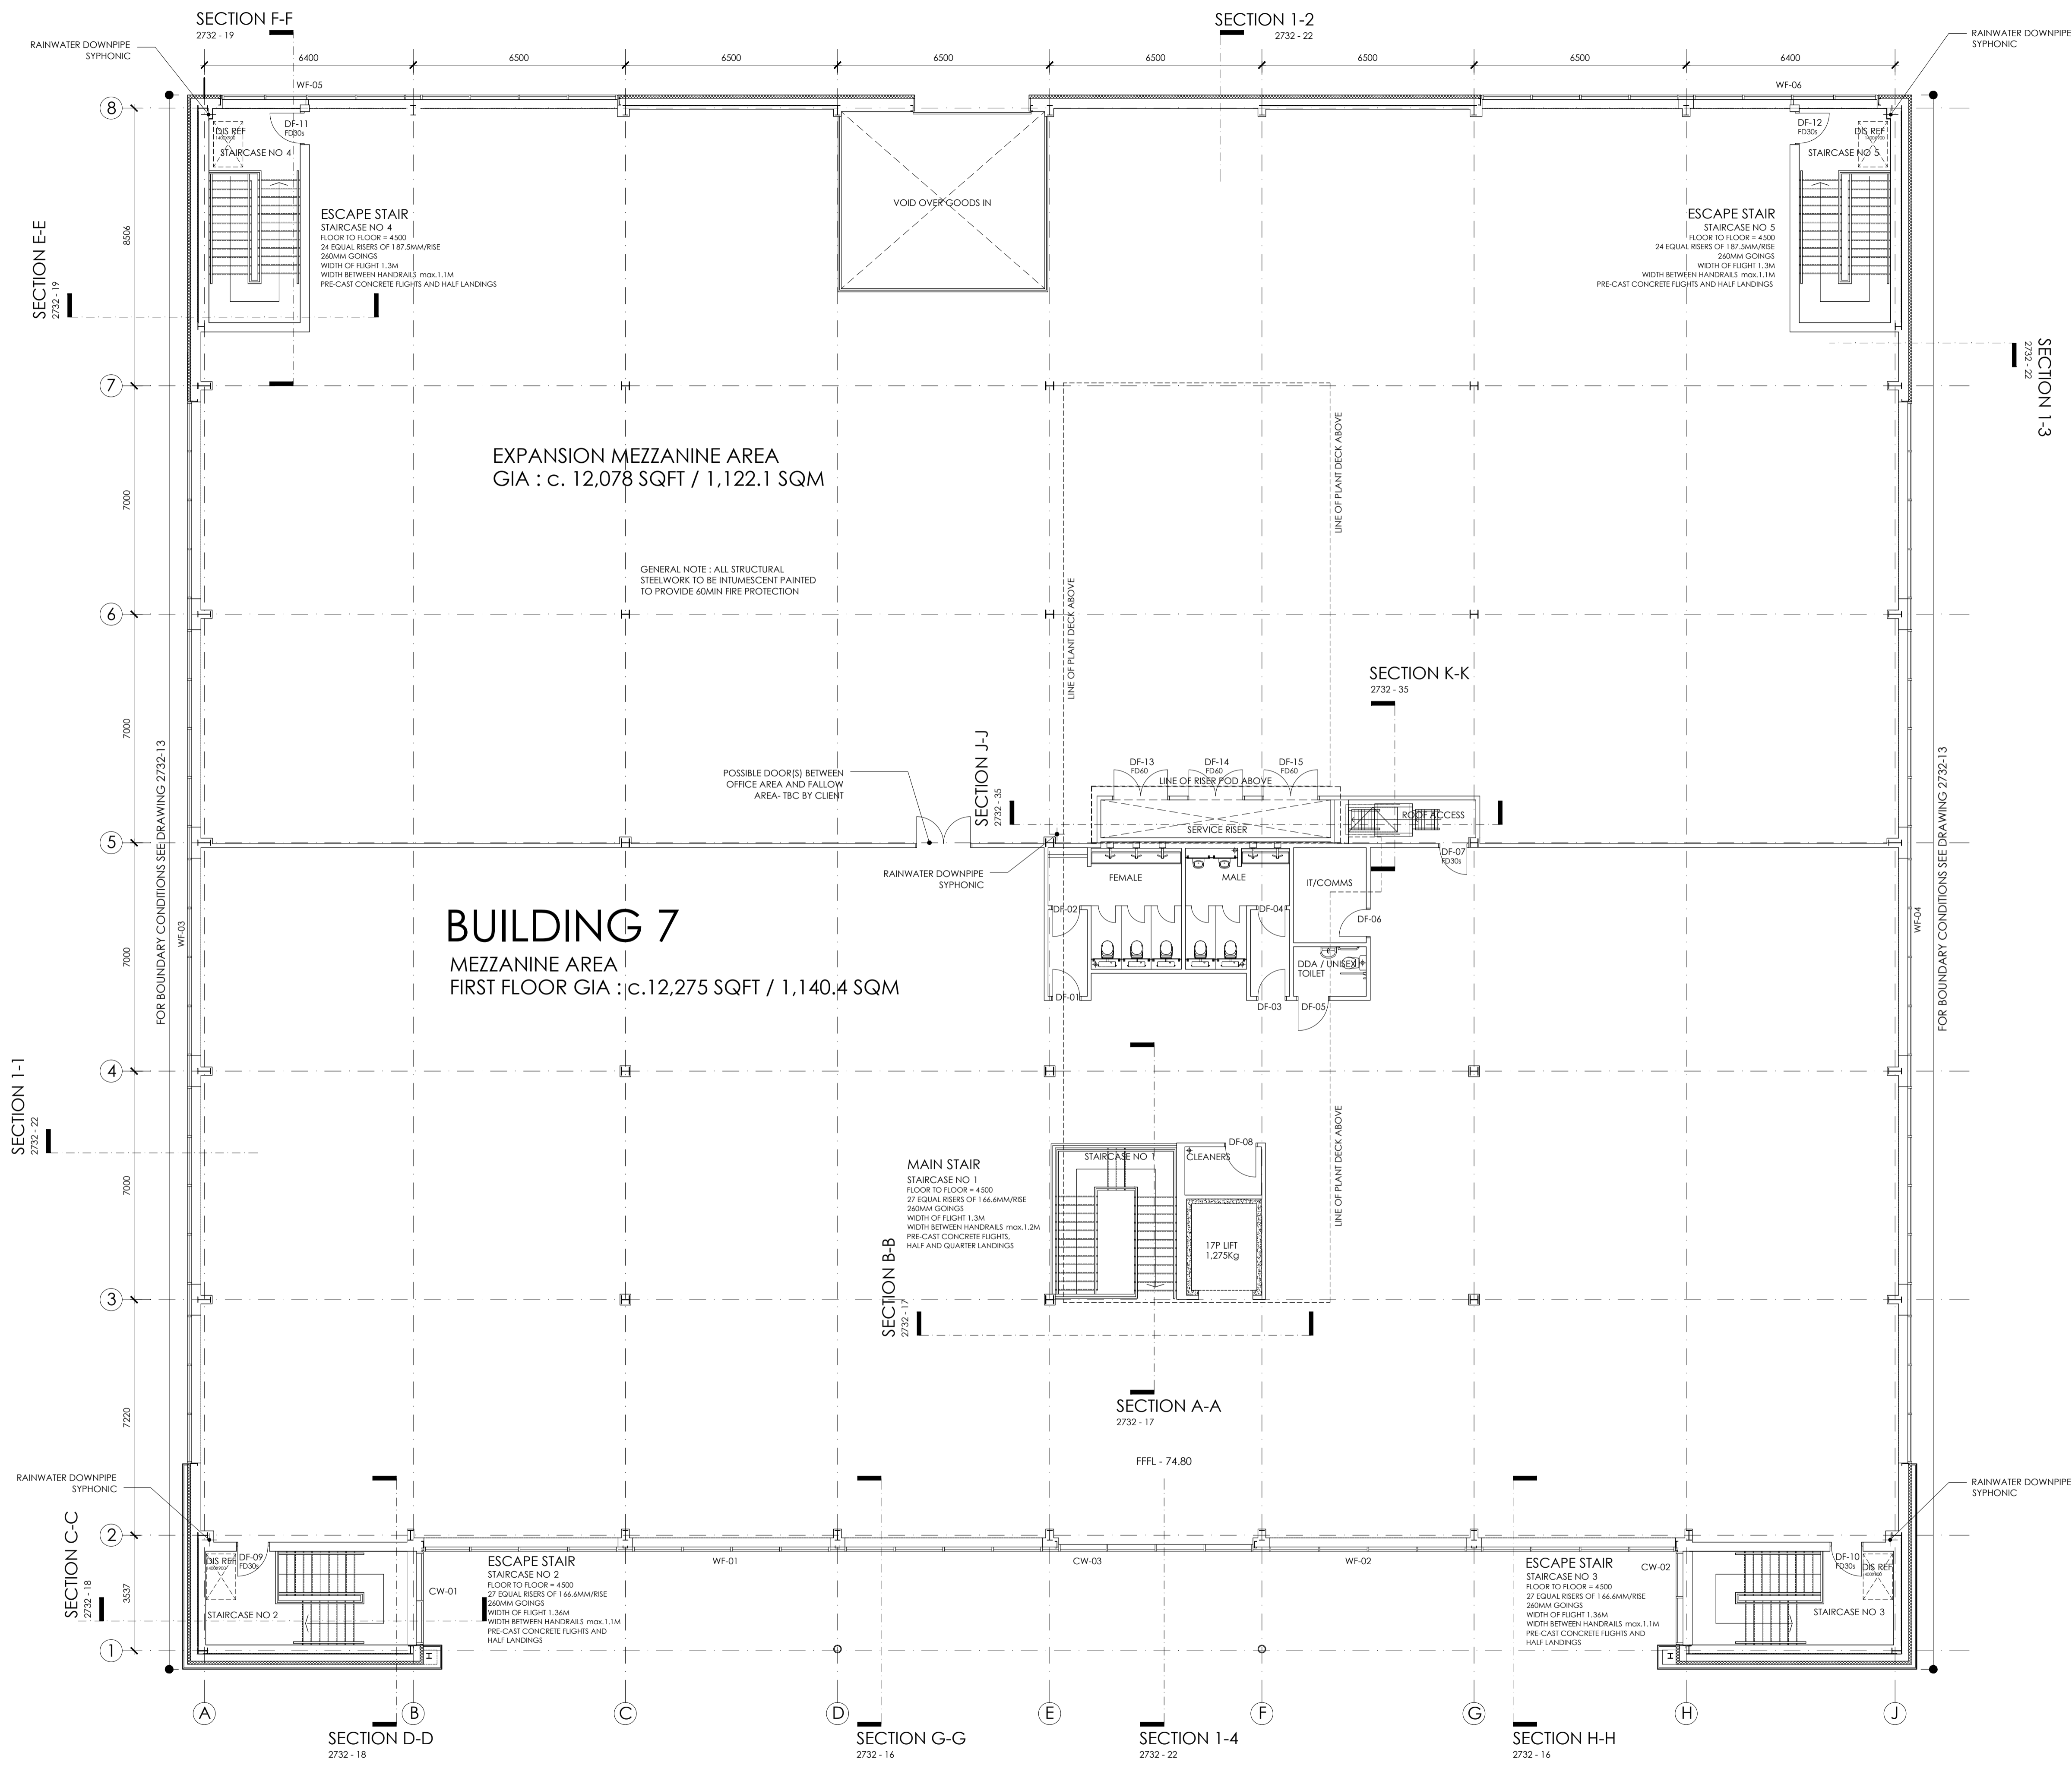 SECTION F-F
2732 - 19
SECTION 1-2
2732 - 22
RAINWATER DOWNPIPE
SYPHONIC
RAINWATER DOWNPIPE
SYPHONIC
6400
6500
6500
6500
6500
6500
6500
6400
WF-05
WF-06
8
DIS REF
1400x900
DF-11
FD30s
STAIRCASE NO 4
DF-12
FD30s
DIS REF
1400x900
STAIRCASE NO 5
VOID OVER GOODS IN
ESCAPE STAIR
STAIRCASE NO 4
FLOOR TO FLOOR = 4500
24 EQUAL RISERS OF 187.5MM/RISE
260MM GOINGS
WIDTH OF FLIGHT 1.3M
WIDTH BETWEEN HANDRAILS max.1.1M
PRE-CAST CONCRETE FLIGHTS AND HALF LANDINGS
ESCAPE STAIR
STAIRCASE NO 5
FLOOR TO FLOOR = 4500
24 EQUAL RISERS OF 187.5MM/RISE
260MM GOINGS
WIDTH OF FLIGHT 1.3M
WIDTH BETWEEN HANDRAILS max.1.1M
PRE-CAST CONCRETE FLIGHTS AND HALF LANDINGS
8506
SECTION E-E
2732 - 19
SECTION 1-3
2732 - 22
7
EXPANSION MEZZANINE AREA
GIA : c. 12,078 SQFT / 1,122.1 SQM
LINE OF PLANT DECK ABOVE
7000
GENERAL NOTE : ALL STRUCTURAL
STEELWORK TO BE INTUMESCENT PAINTED
TO PROVIDE 60MIN FIRE PROTECTION
LINE OF PLANT DECK ABOVE
6
SECTION K-K
2732 - 35
7000
FOR BOUNDARY CONDITIONS SEE DRAWING 2732-13
FOR BOUNDARY CONDITIONS SEE DRAWING 2732-13
POSSIBLE DOOR(S) BETWEEN
OFFICE AREA AND FALLOW
AREA- TBC BY CLIENT
SECTION J-J
2732 - 35
DF-13
FD60
DF-14
FD60
DF-15
FD60
LINE OF RISER POD ABOVE
SERVICE RISER
ROOF ACCESS
5
DF-07
FD30s
RAINWATER DOWNPIPE
SYPHONIC
FEMALE
MALE
IT/COMMS
DF-02
DF-04
DF-06
WF-03
WF-04
BUILDING 7
MEZZANINE AREA
FIRST FLOOR GIA : c.12,275 SQFT / 1,140.4 SQM
7000
DDA / UNISEX
TOILET
DF-01
DF-03
DF-05
4
SECTION 1-1
2732 - 22
LINE OF PLANT DECK ABOVE
7000
DF-08
STAIRCASE NO 1
CLEANERS
MAIN STAIR
STAIRCASE NO 1
FLOOR TO FLOOR = 4500
27 EQUAL RISERS OF 166.6MM/RISE
260MM GOINGS
WIDTH OF FLIGHT 1.3M
WIDTH BETWEEN HANDRAILS max.1.2M
PRE-CAST CONCRETE FLIGHTS,
HALF AND QUARTER LANDINGS
17P LIFT
1,275Kg
SECTION B-B
2732 - 17
3
7220
SECTION A-A
2732 - 17
FFFL - 74.80
RAINWATER DOWNPIPE
SYPHONIC
RAINWATER DOWNPIPE
SYPHONIC
SECTION C-C
2732 - 18
2
DIS REF
DF-09
FD30s
STAIRCASE NO 2
CW-01
ESCAPE STAIR
STAIRCASE NO 2
FLOOR TO FLOOR = 4500
27 EQUAL RISERS OF 166.6MM/RISE
260MM GOINGS
WIDTH OF FLIGHT 1.36M
WIDTH BETWEEN HANDRAILS max.1.1M
PRE-CAST CONCRETE FLIGHTS AND
HALF LANDINGS
WF-01
CW-03
WF-02
ESCAPE STAIR
STAIRCASE NO 3
FLOOR TO FLOOR = 4500
27 EQUAL RISERS OF 166.6MM/RISE
260MM GOINGS
WIDTH OF FLIGHT 1.36M
WIDTH BETWEEN HANDRAILS max.1.1M
PRE-CAST CONCRETE FLIGHTS AND
HALF LANDINGS
CW-02
DF-10
FD30s
DIS REF
STAIRCASE NO 3
3537
1
A
B
C
D
E
F
G
H
J
SECTION D-D
2732 - 18
SECTION G-G
2732 - 16
SECTION 1-4
2732 - 22
SECTION H-H
2732 - 16